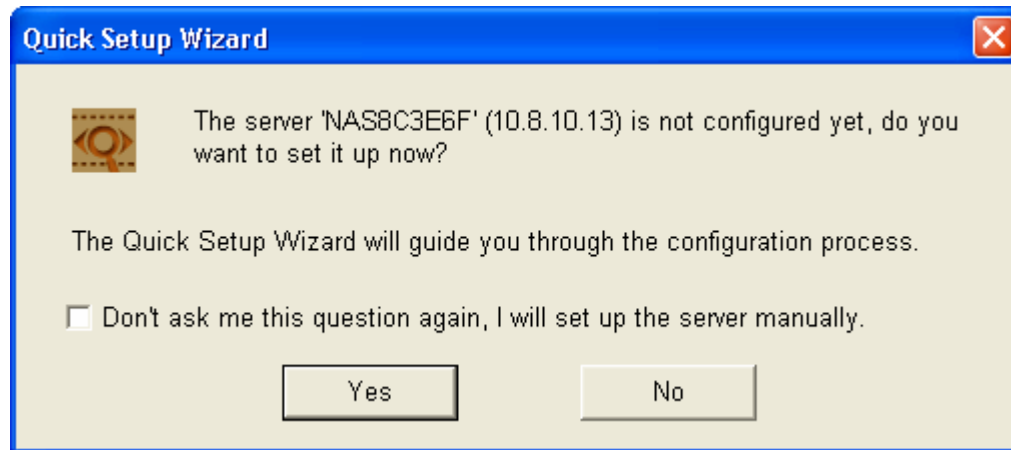 Quick Setup Wizard
The server 'NAS8C3E6F' (10.8.10.13) is not configured yet, do you
want to set it up now?
The Quick Setup Wizard will guide you through the configuration process.
Don't ask me this question again, I will set up the server manually.
Yes
No